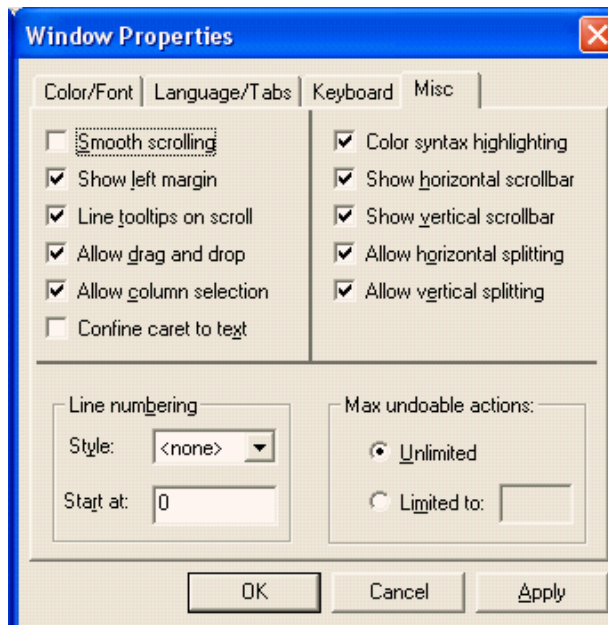 Window Properties
Color/Font Language/Tabs Keyboard Misc
Smooth scrolling
Show left margin
Line tooltips on scroll
Allow drag and drop
Allow column selection
Confine caret to text
Color syntax highlighting
Show horizontal scrollbar
Show vertical scrollbar
Allow horizontal splitting
Allow vertical splitting
Line numbering
Style: <none>
Start at: 0
Max undoable actions:
Unlimited
Limited to:
OK Cancel Apply